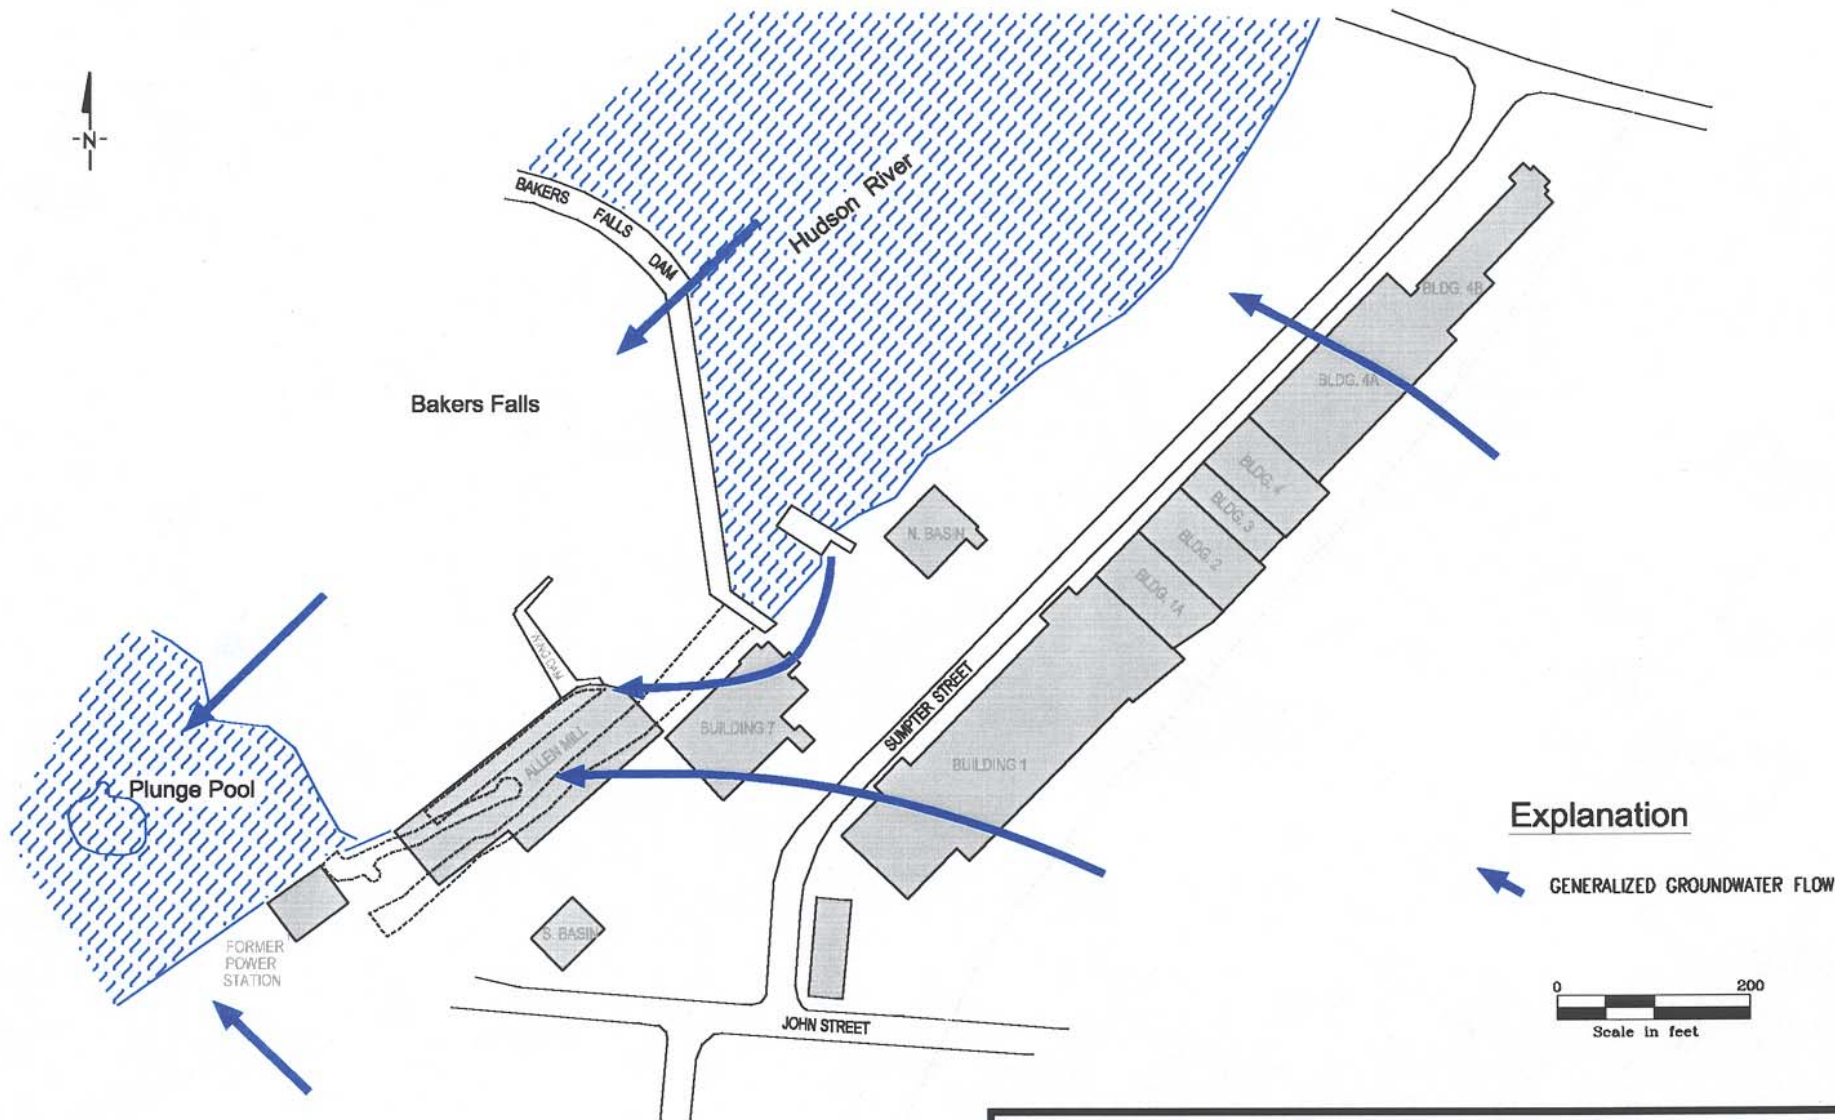 -N-
BAKERS FALLS DAM
Hudson River
Bakers Falls
BLDG. 4B
BLDG. 4A
BLDG. 4
BLDG. 3
BLDG. 2
BLDG. 1A
N. BASIN
WING DAM
SUMPTER STREET
BUILDING 7
ALLEN MILL
BUILDING 1
Plunge Pool
Explanation
GENERALIZED GROUNDWATER FLOW
S. BASIN
FORMER
POWER
STATION
0 200
Scale in feet
JOHN STREET